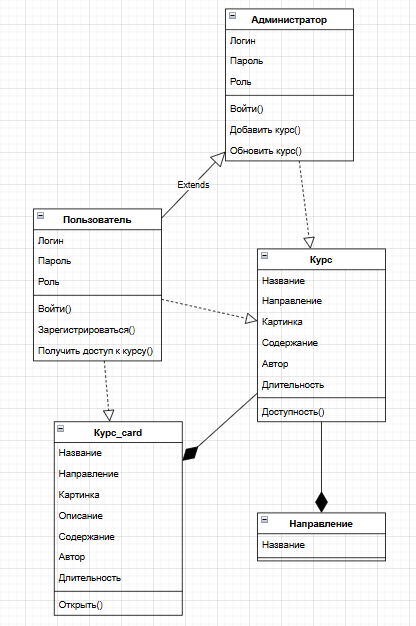 Администратор
Логин
Пароль
Роль
Войти()
Добавить курс()
Обновить курс()
Extends
Пользователь
Логин
Пароль
Роль
Войти()
Зарегистрироваться()
Получить доступ к курсу()
Курс
Название
Направление
Картинка
Содержание
Автор
Длительность
Доступность()
Курс_card
Название
Направление
Картинка
Описание
Содержание
Автор
Длительность
Открыть()
Направление
Название